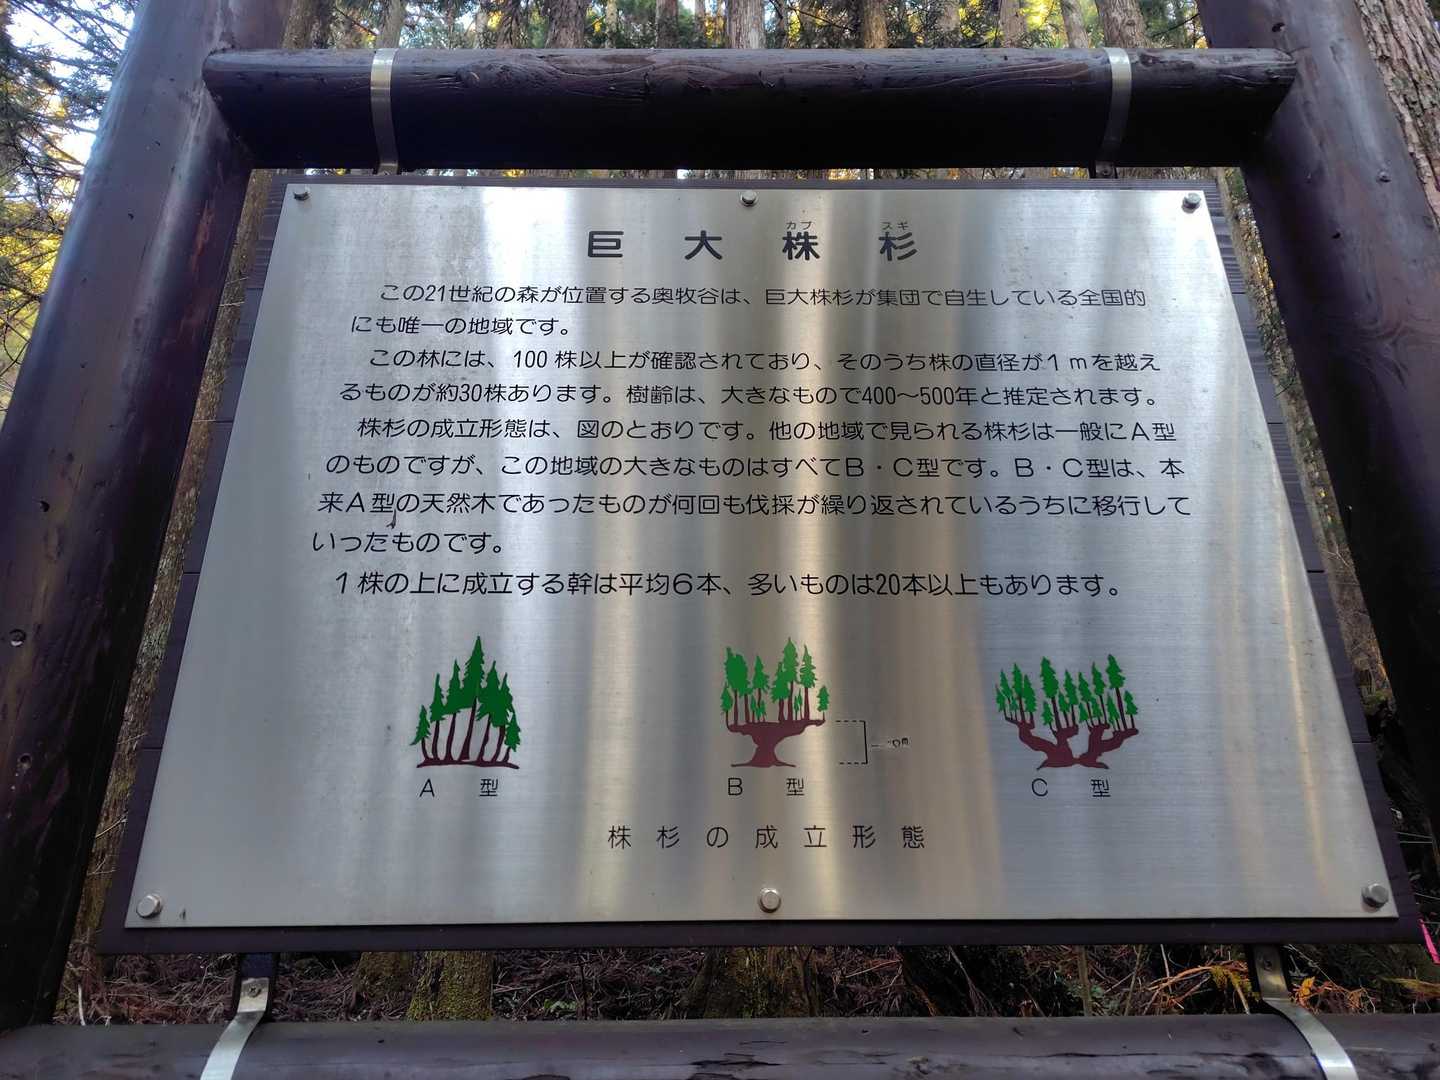 カブ スギ
巨大株杉
この21世紀の森が位置する奥牧谷は、巨大株杉が集団で自生している全国的
にも唯一の地域です。
この林には、100株以上が確認されており、そのうち株の直径が1mを越え
るものが約30株あります。樹齢は、大きなもので400～500年と推定されます。
株杉の成立形態は、図のとおりです。他の地域で見られる株杉は一般にA型
のものですが、この地域の大きなものはすべてB・C型です。B・C型は、本
来A型の天然木であったものが何回も伐採が繰り返されているうちに移行して
いったものです。
1株の上に成立する幹は平均6本、多いものは20本以上もあります。
A型 B型 C型
株杉の成立形態